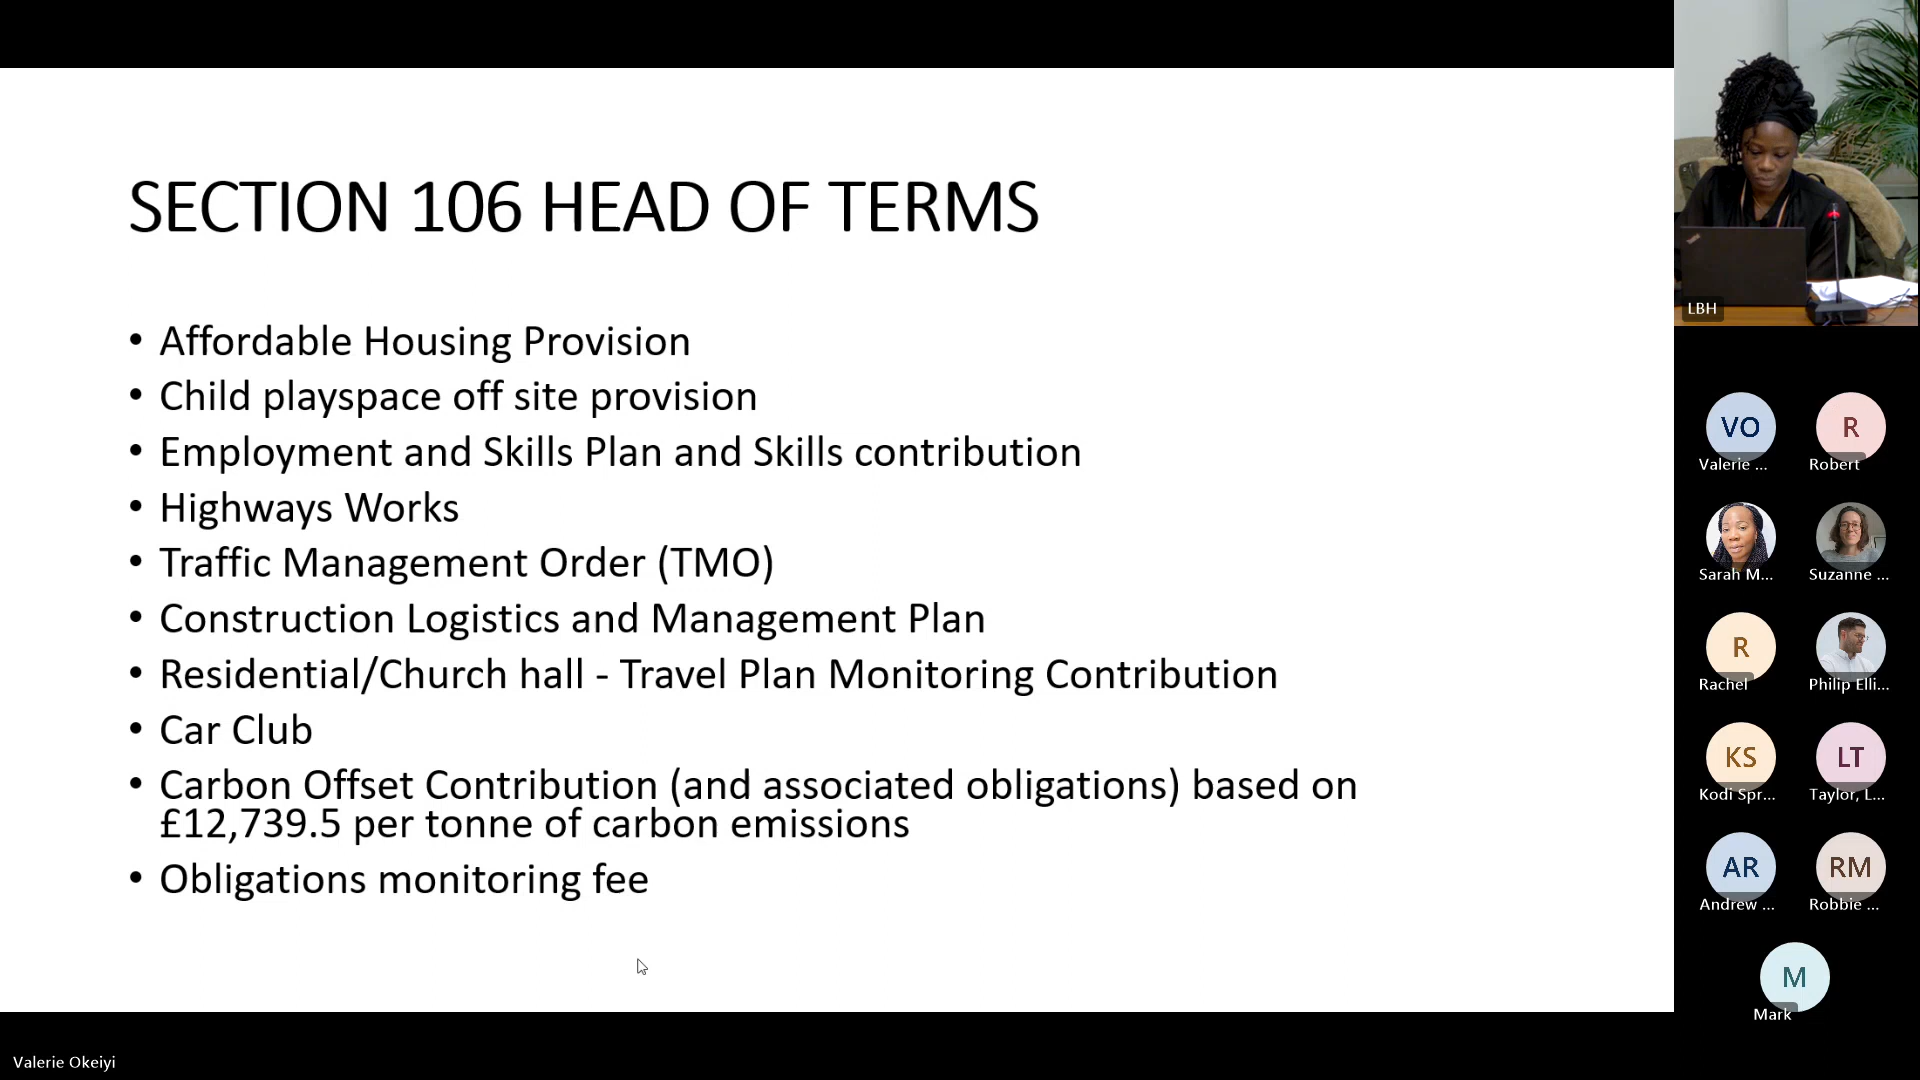 SECTION 106 HEAD OF TERMS
• Affordable Housing Provision
• Child playspace off site provision
• Employment and Skills Plan and Skills contribution
• Highways Works
• Traffic Management Order (TMO)
• Construction Logistics and Management Plan
• Residential/Church hall - Travel Plan Monitoring Contribution
• Car Club
• Carbon Offset Contribution (and associated obligations) based on
£12,739.5 per tonne of carbon emissions
• Obligations monitoring fee
LBH
VO
Valerie ...
R
Robert
Sarah M...
Suzanne ...
R
Rachel
Philip Elli...
KS
Kodi Spr...
LT
Taylor, L...
AR
Andrew ...
RM
Robbie ...
M
Mark
Valerie Okeiyi